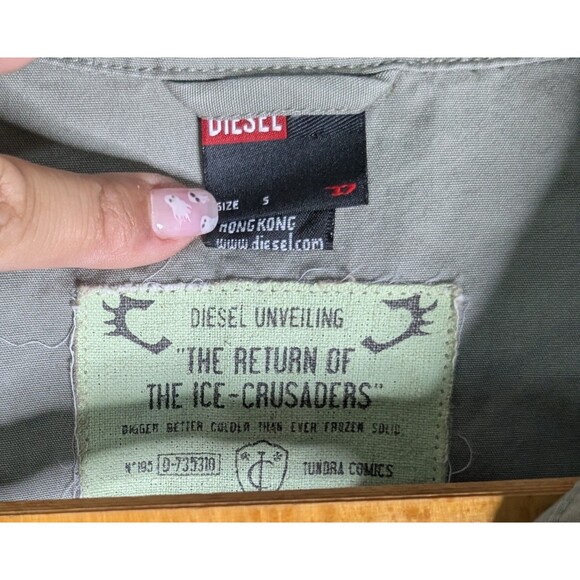 DIESEL
SIZE S
HONG KONG
www.diesel.com
DIESEL UNVEILING
"THE RETURN OF
THE ICE-CRUSADERS"
BIGGER BETTER COLDER THAN EVER FROZEN SOLID
N°195 D-735310 TUNDRA COMICS